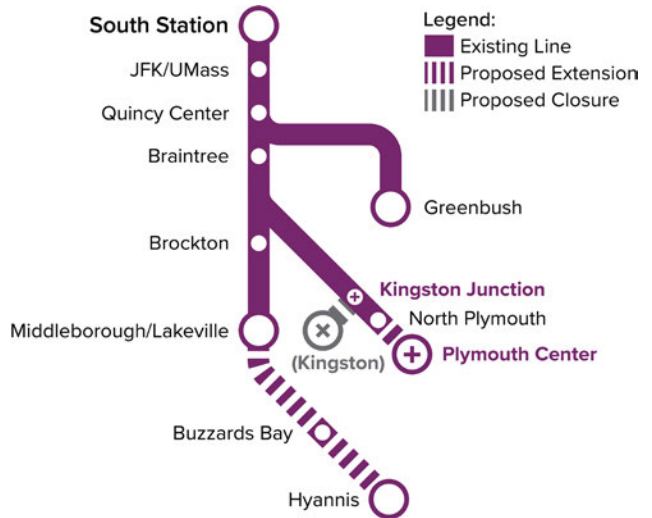 South Station
JFK/UMass
Quincy Center
Braintree
Greenbush
Brockton
Kingston Junction
North Plymouth
Middleborough/Lakeville
(Kingston)
Plymouth Center
Buzzards Bay
Hyannis
Legend:
Existing Line
Proposed Extension
Proposed Closure